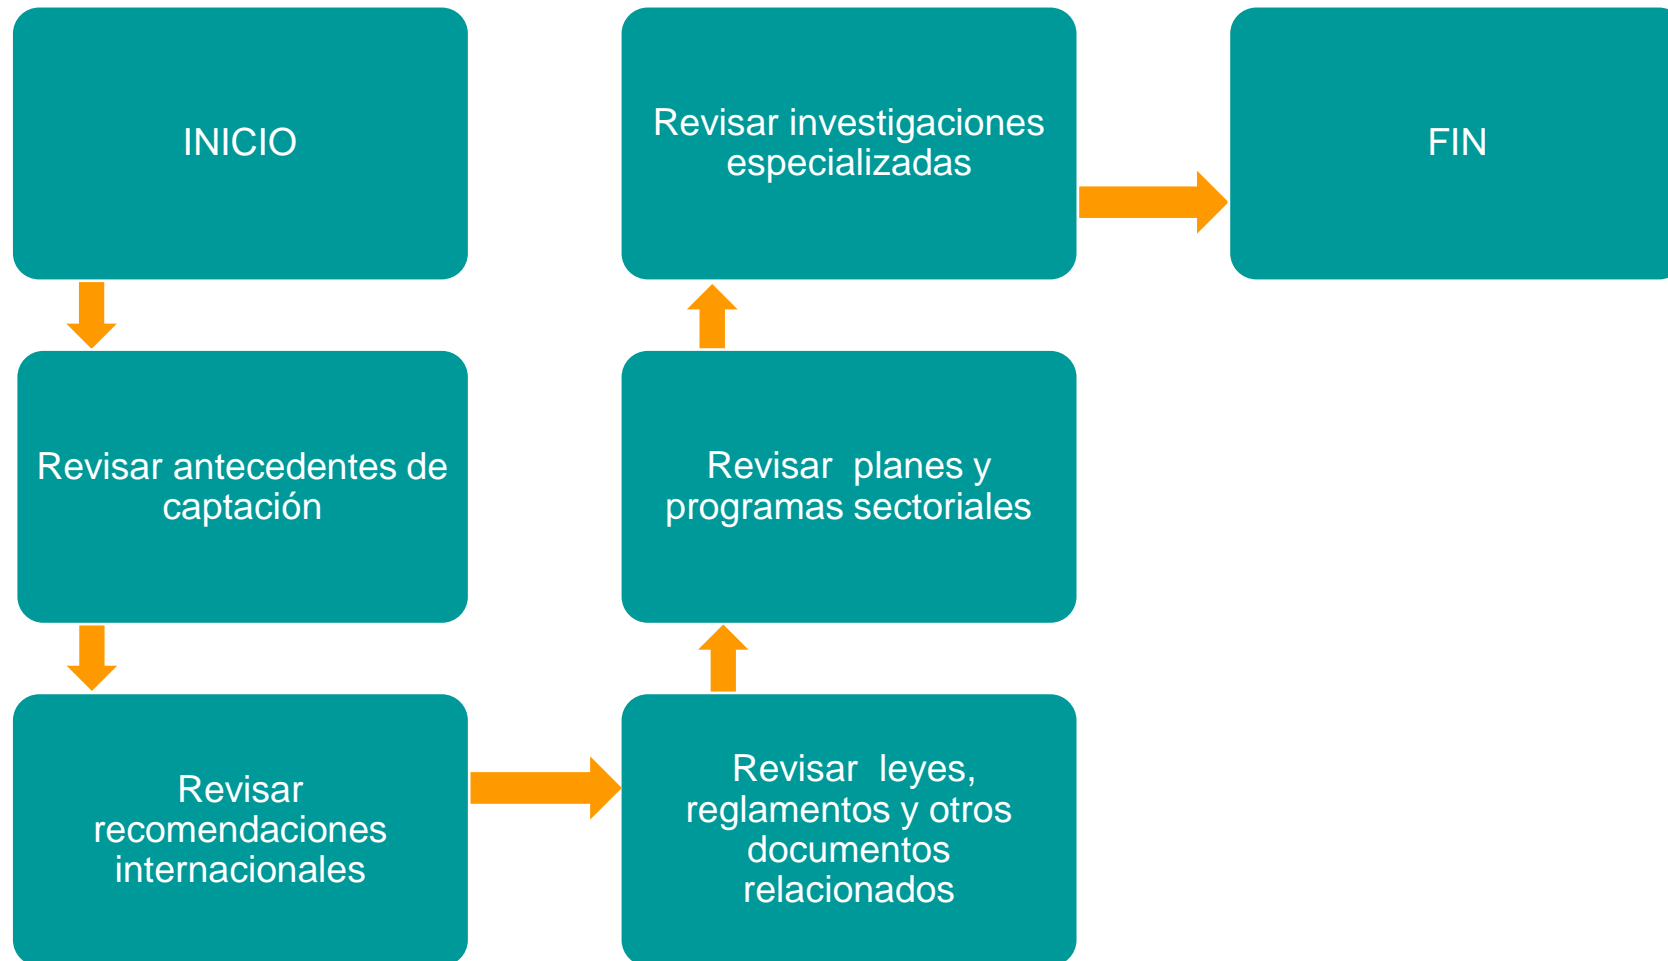 INICIO
Revisar antecedentes de
captación
Revisar
recomendaciones
internacionales
Revisar leyes,
reglamentos y otros
documentos
relacionados
Revisar planes y
programas sectoriales
Revisar investigaciones
especializadas
FIN